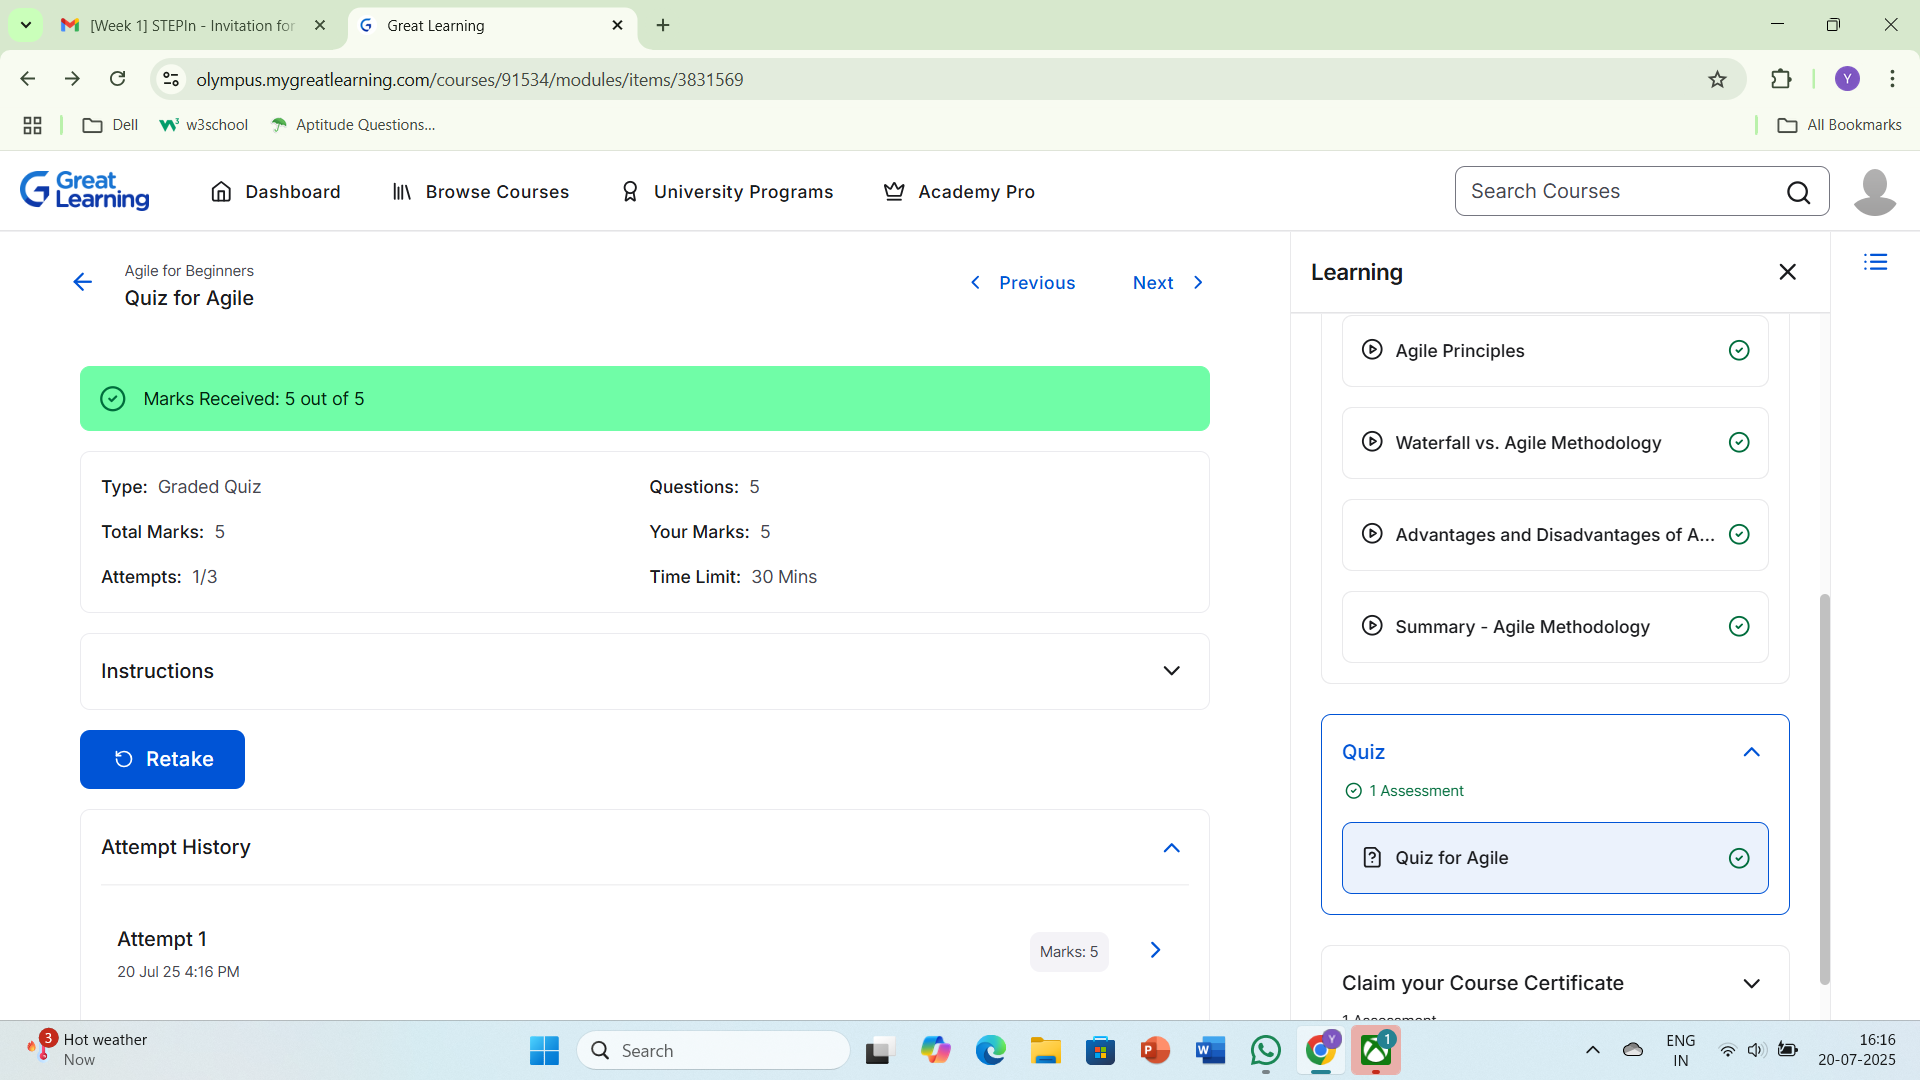 [Week 1] STEPIn - Invitation for
Great Learning
olympus.mygreatlearning.com/courses/91534/modules/items/3831569
Y
Dell
w3school
Aptitude Questions...
All Bookmarks
Great Learning
Dashboard
Browse Courses
University Programs
Academy Pro
Search Courses
Agile for Beginners
Quiz for Agile
Previous
Next
Marks Received: 5 out of 5
Type: Graded Quiz
Questions: 5
Total Marks: 5
Your Marks: 5
Attempts: 1/3
Time Limit: 30 Mins
Instructions
Retake
Attempt History
Attempt 1
20 Jul 25 4:16 PM
Marks: 5
Learning
Agile Principles
Waterfall vs. Agile Methodology
Advantages and Disadvantages of A...
Summary - Agile Methodology
Quiz
1 Assessment
Quiz for Agile
Claim your Course Certificate
1 Assessment
3
Hot weather
Now
Search
Y
1
ENG
IN
16:16
20-07-2025